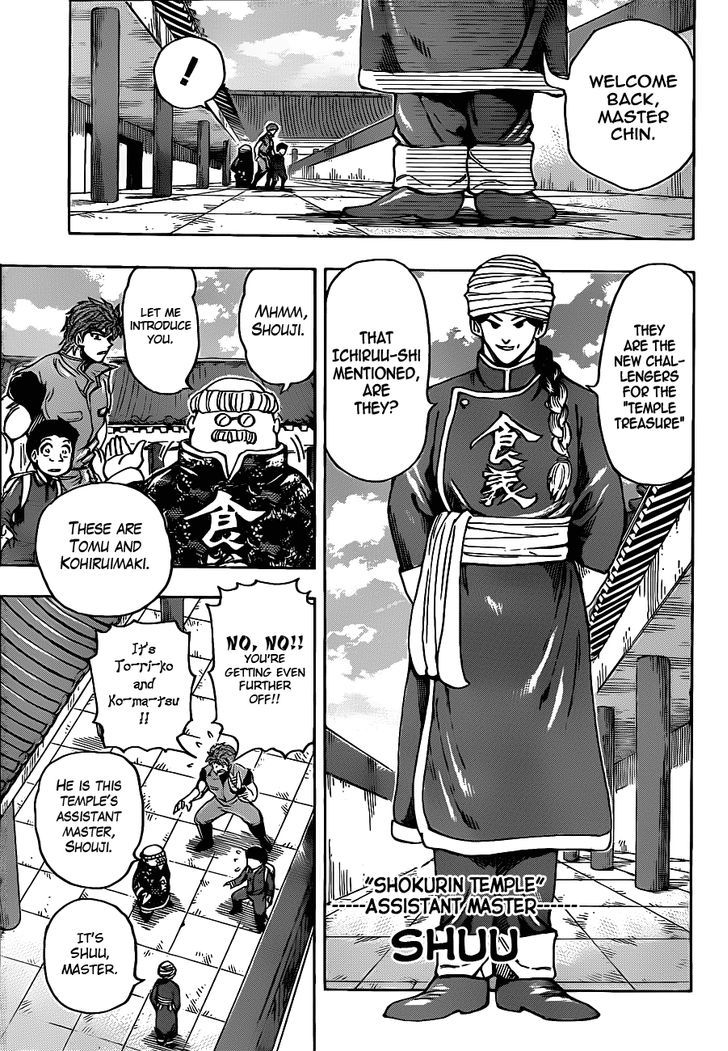 WELCOME
BACK,
MASTER
CHIN.
!
THEY
ARE THE
NEW CHAL-
LENGERS
FOR THE
"TEMPLE
TREASURE"
THAT
ICHIRUU-SHI
MENTIONED,
ARE
THEY?
食義
"SHOKURIN TEMPLE"
-----ASSISTANT MASTER------
SHUU
MHMM,
SHOUJI.
LET ME
INTRODUCE
YOU.
食
THESE ARE
TOMU AND
KOHIRUIMAKI.
NO, NO!!
YOU'RE
GETTING EVEN
FURTHER
OFF!!
It's
To-ri-ko
and
Ko-ma-tsu
!!
HE IS THIS
TEMPLE'S
ASSISTANT
MASTER,
SHOUJI.
IT'S
SHUU,
MASTER.